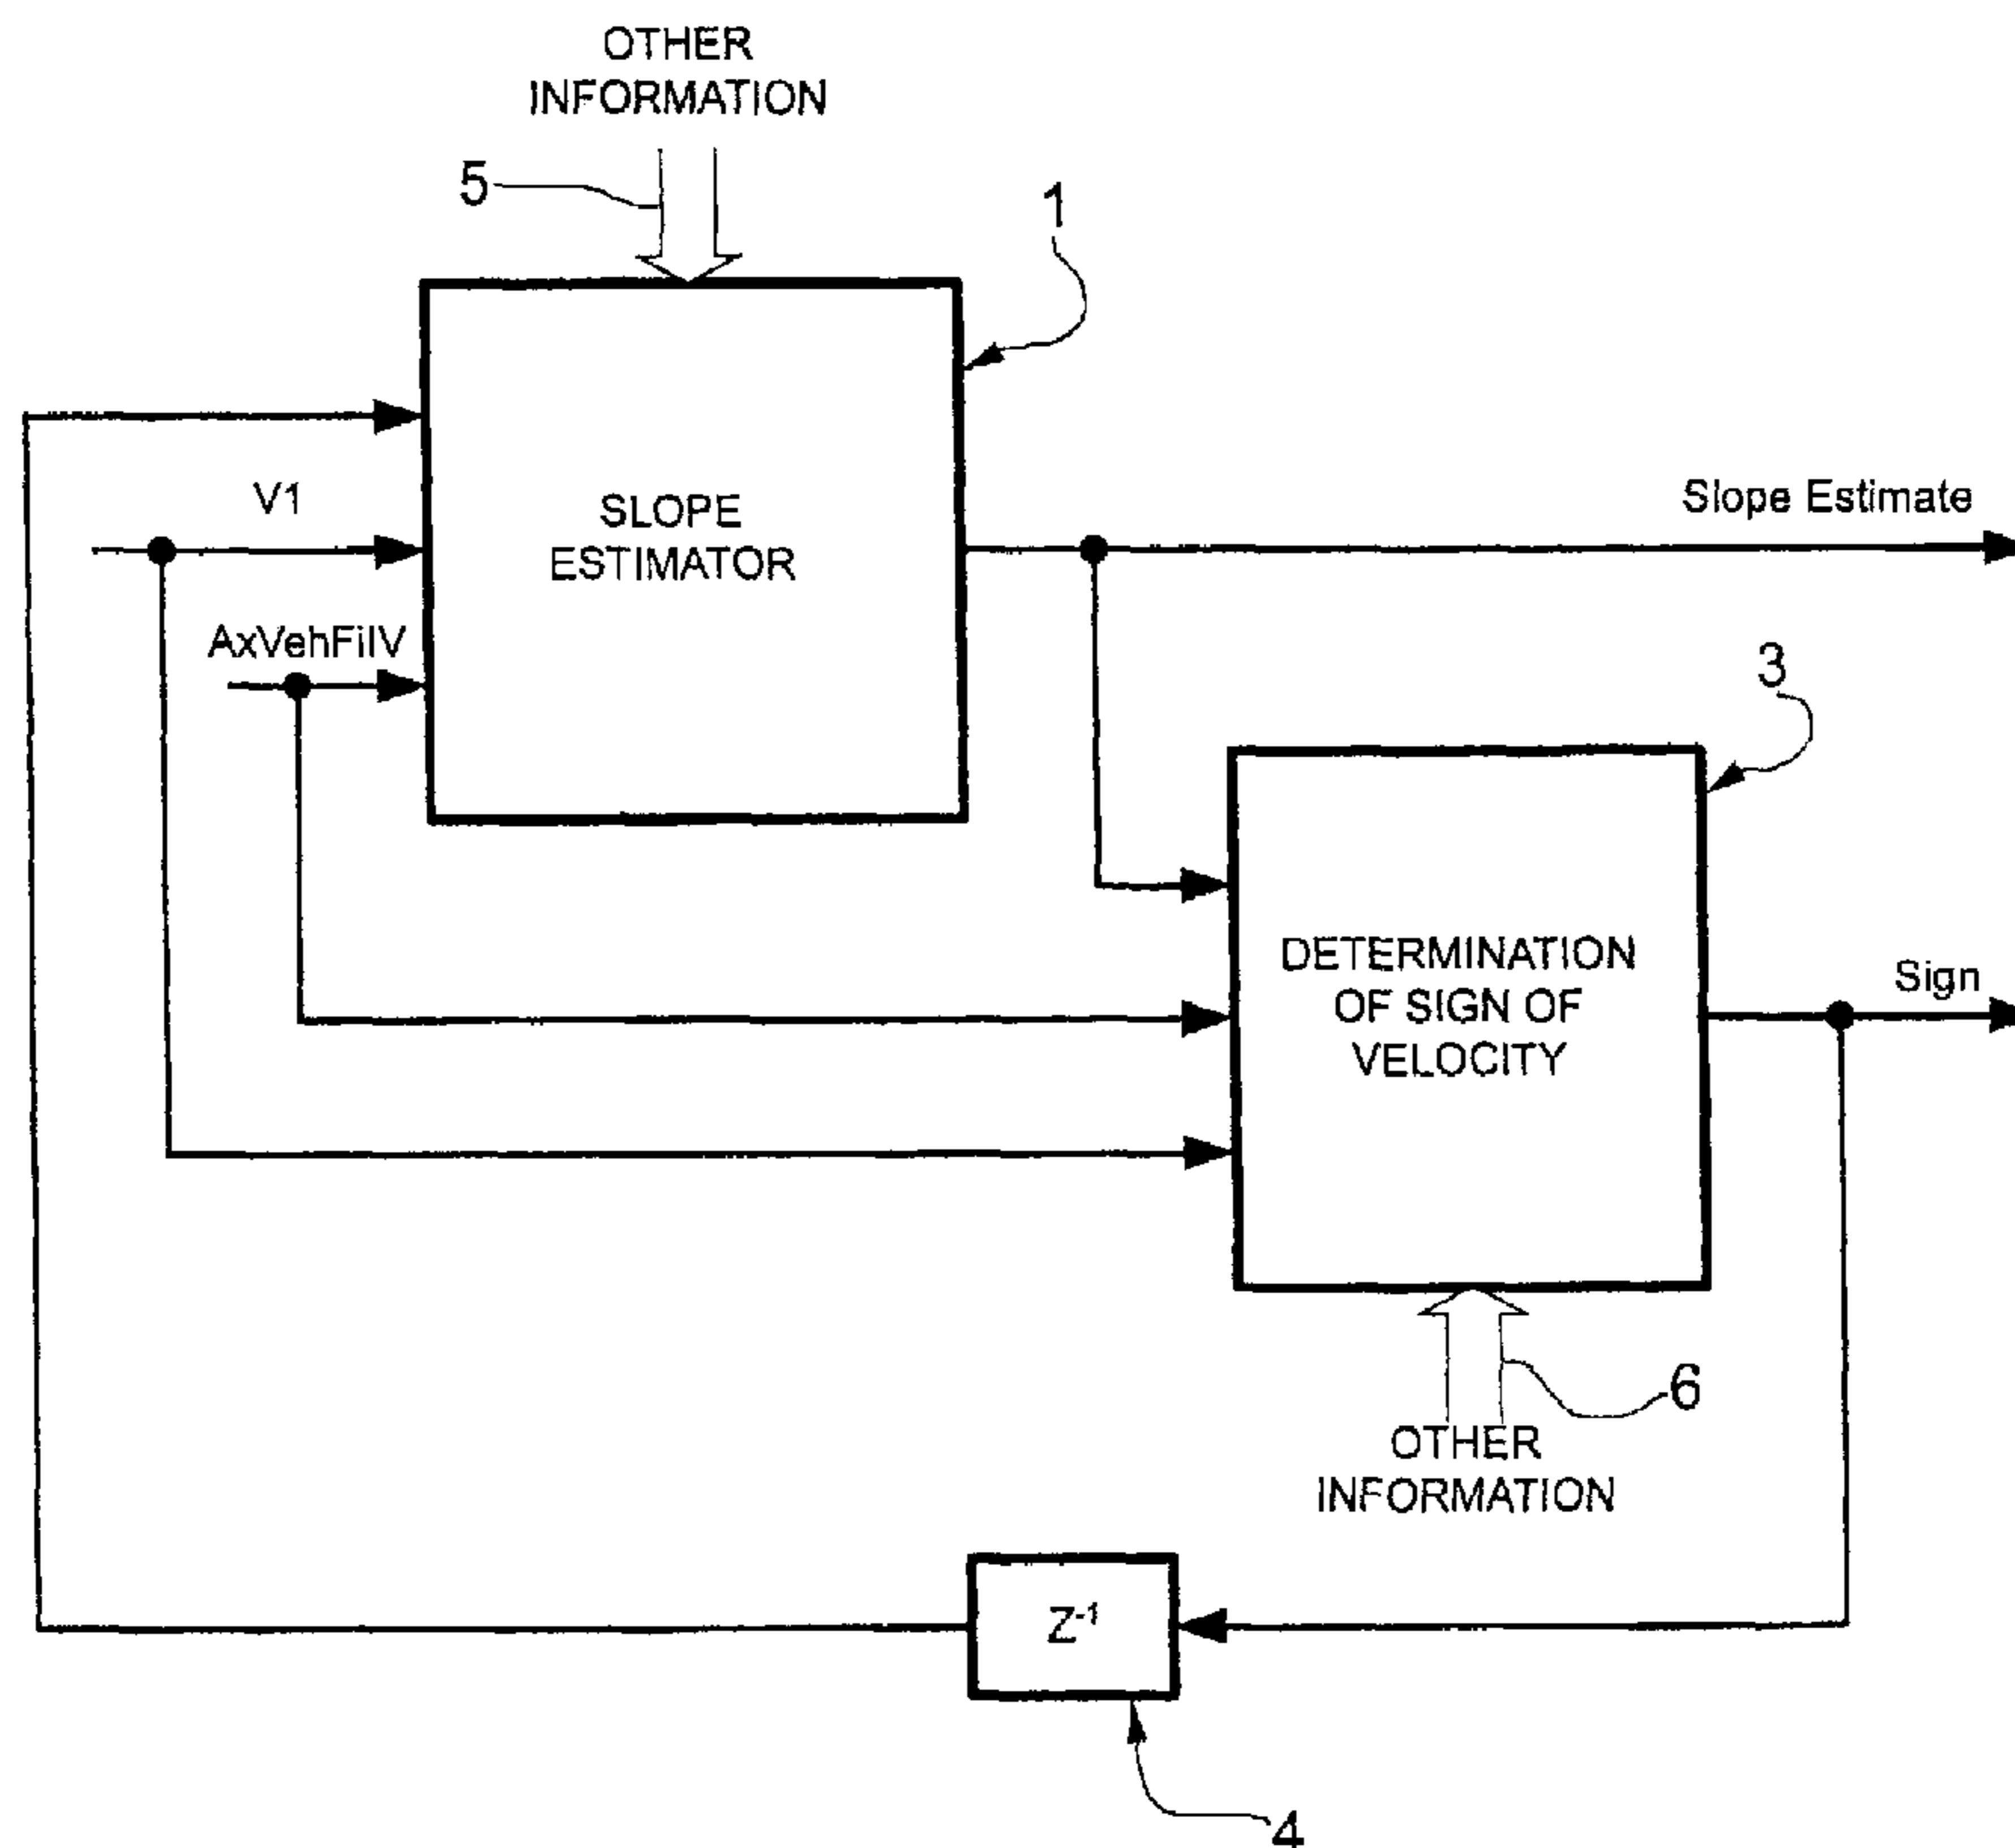 OTHER
INFORMATION
5
1
V1
SLOPE
ESTIMATOR
Slope Estimate
AxVehFilV
3
DETERMINATION
OF SIGN OF
VELOCITY
Sign
6
OTHER
INFORMATION
Z⁻¹
4